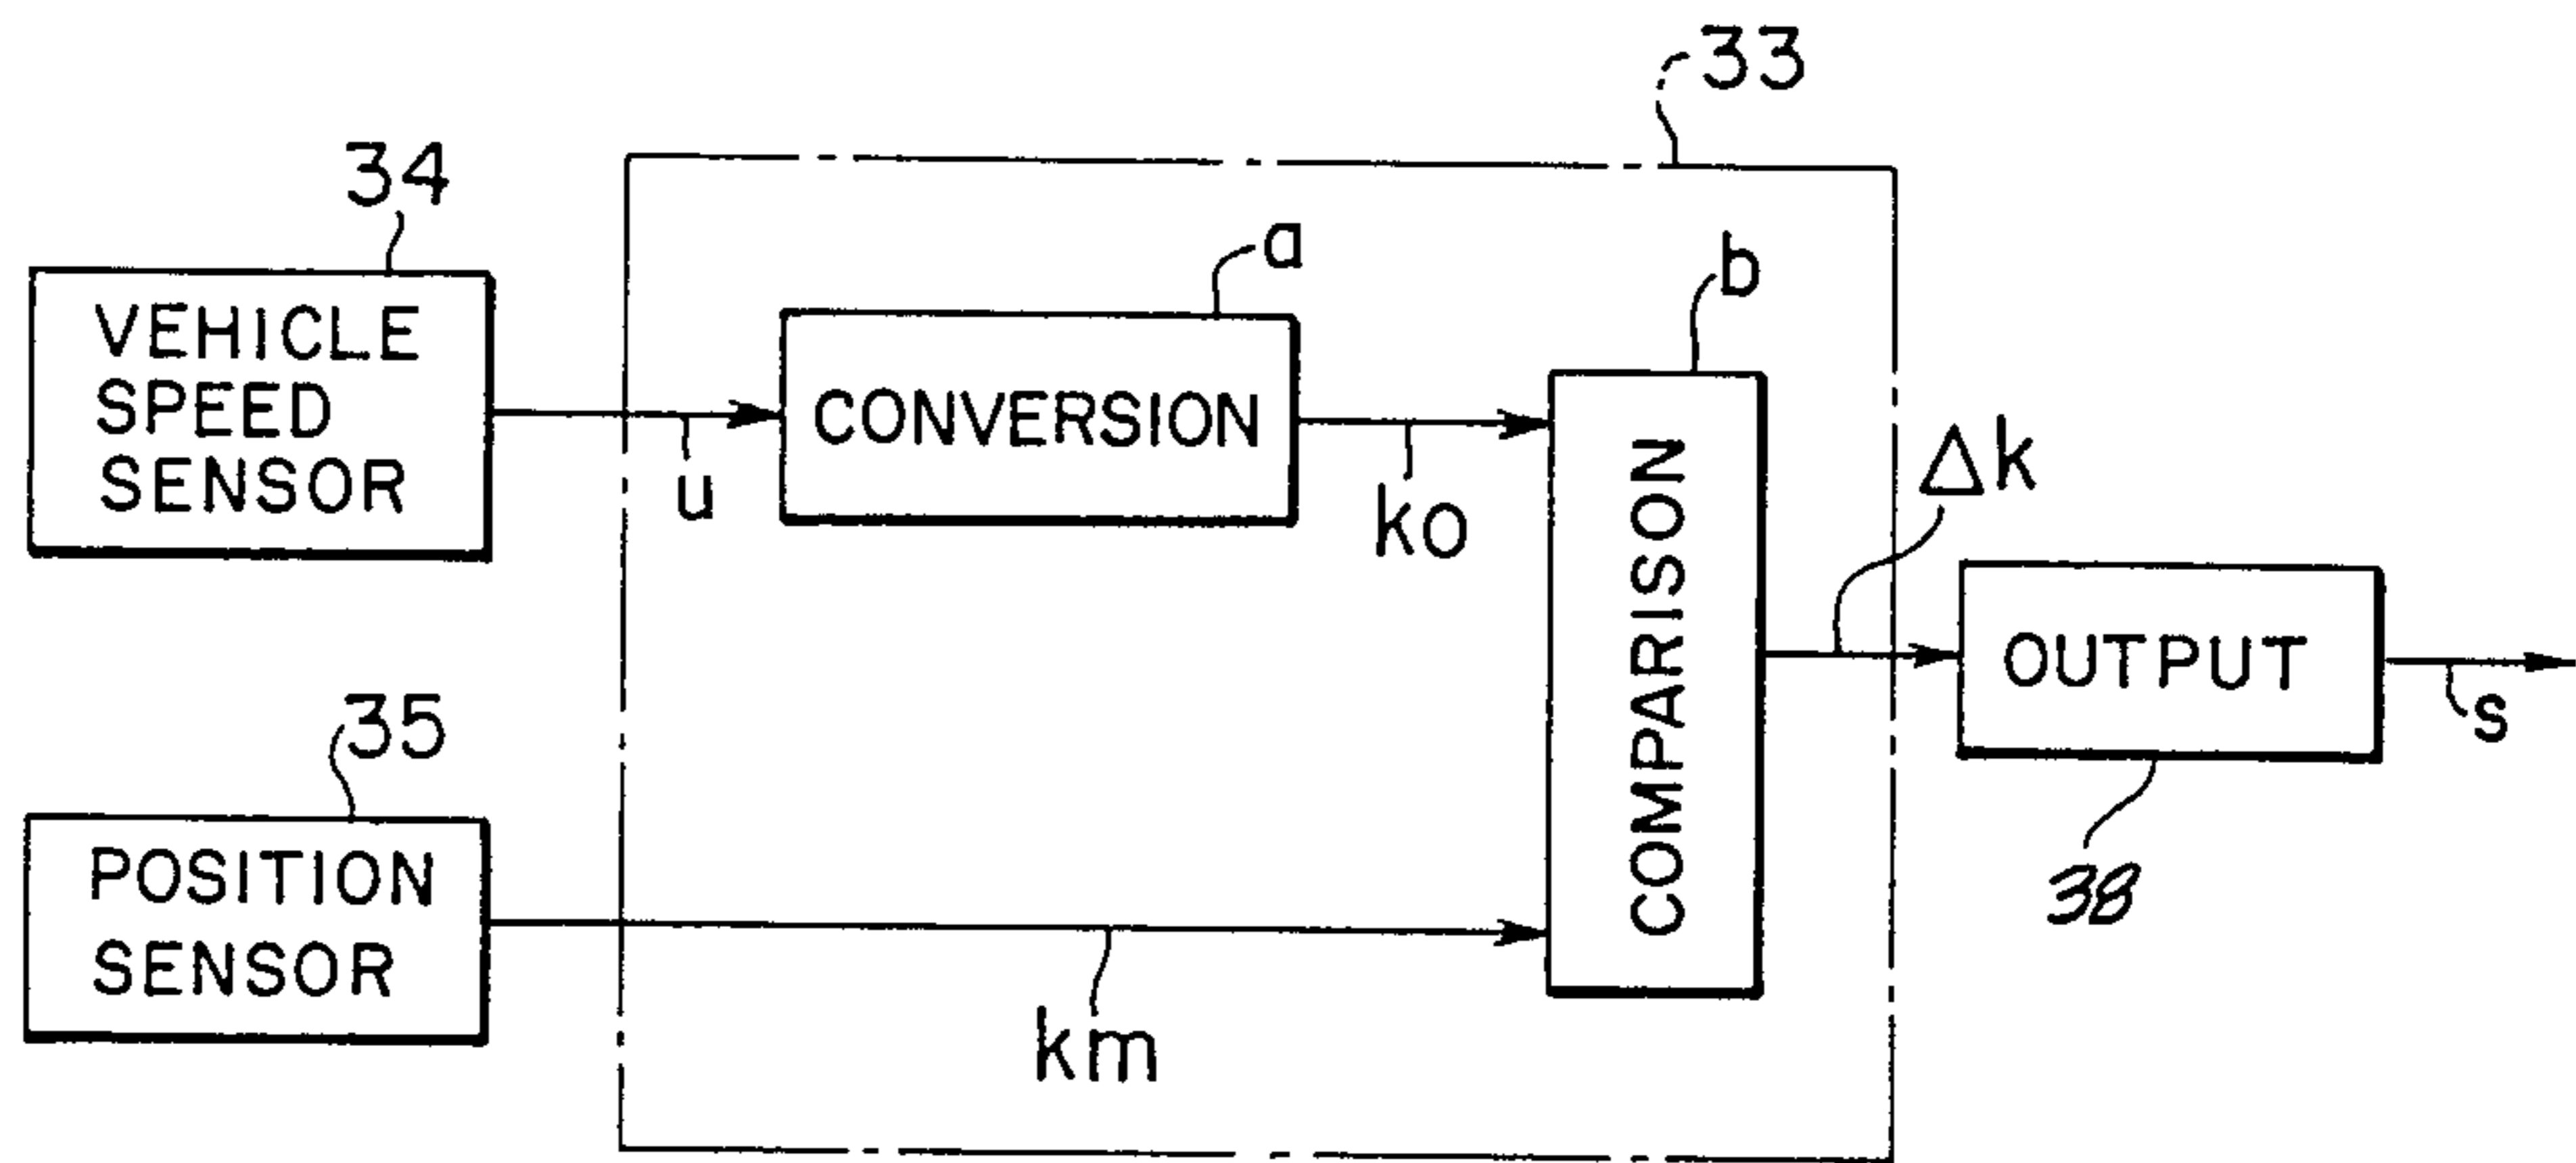 33
34
a
b
VEHICLE
SPEED
SENSOR
u
CONVERSION
ko
COMPARISON
Δk
OUTPUT
s
38
35
POSITION
SENSOR
km